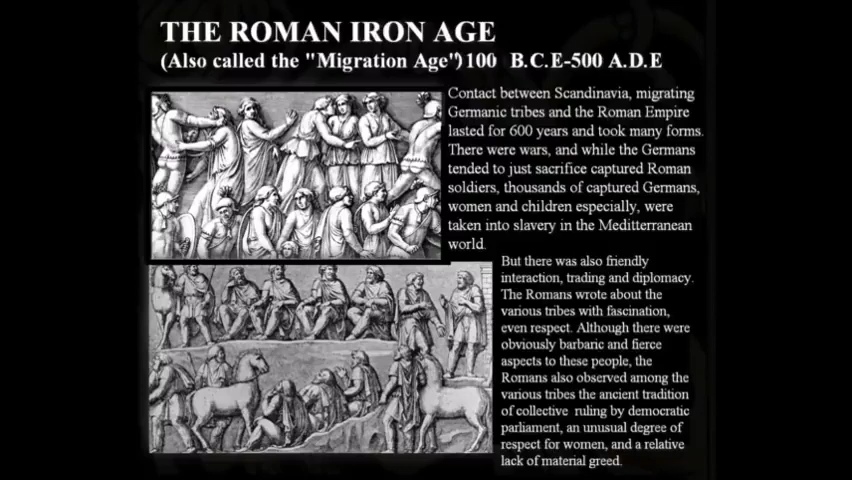 THE ROMAN IRON AGE
(Also called the "Migration Age") 100 B.C.E-500 A.D.E
Contact between Scandinavia, migrating
Germanic tribes and the Roman Empire
lasted for 600 years and took many forms.
There were wars, and while the Germans
tended to just sacrifice captured Roman
soldiers, thousands of captured Germans,
women and children especially, were
taken into slavery in the Meditterranean
world.
But there was also friendly
interaction, trading and diplomacy.
The Romans wrote about the
various tribes with fascination,
even respect. Although there were
obviously barbaric and fierce
aspects to these people, the
Romans also observed among the
various tribes the ancient tradition
of collective ruling by democratic
parliament, an unusual degree of
respect for women, and a relative
lack of material greed.